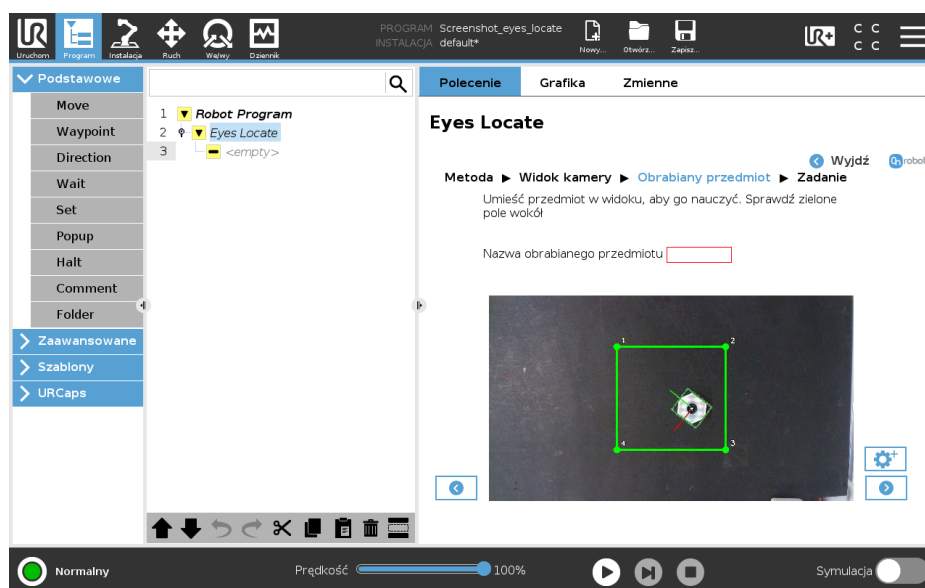 PROGRAM Screenshot_eyes_locate
INSTALACJA default*
Uruchom Program Instalacja Ruch We/wy Dziennik Nowy... Otwórz... Zapisz...
UR+
C C
C C
Podstawowe
Move
Waypoint
Direction
Wait
Set
Popup
Halt
Comment
Folder
Zaawansowane
Szablony
URCaps
1 Robot Program
2 Eyes Locate
3 <empty>
Polecenie Grafika Zmienne
Eyes Locate
Wyjdź
Metoda Widok kamery Obrabiany przedmiot Zadanie
Umieść przedmiot w widoku, aby go nauczyć. Sprawdź zielone
pole wokół
Nazwa obrabianego przedmiotu
1 2
4 3
Normalny
Prędkość 100%
Symulacja